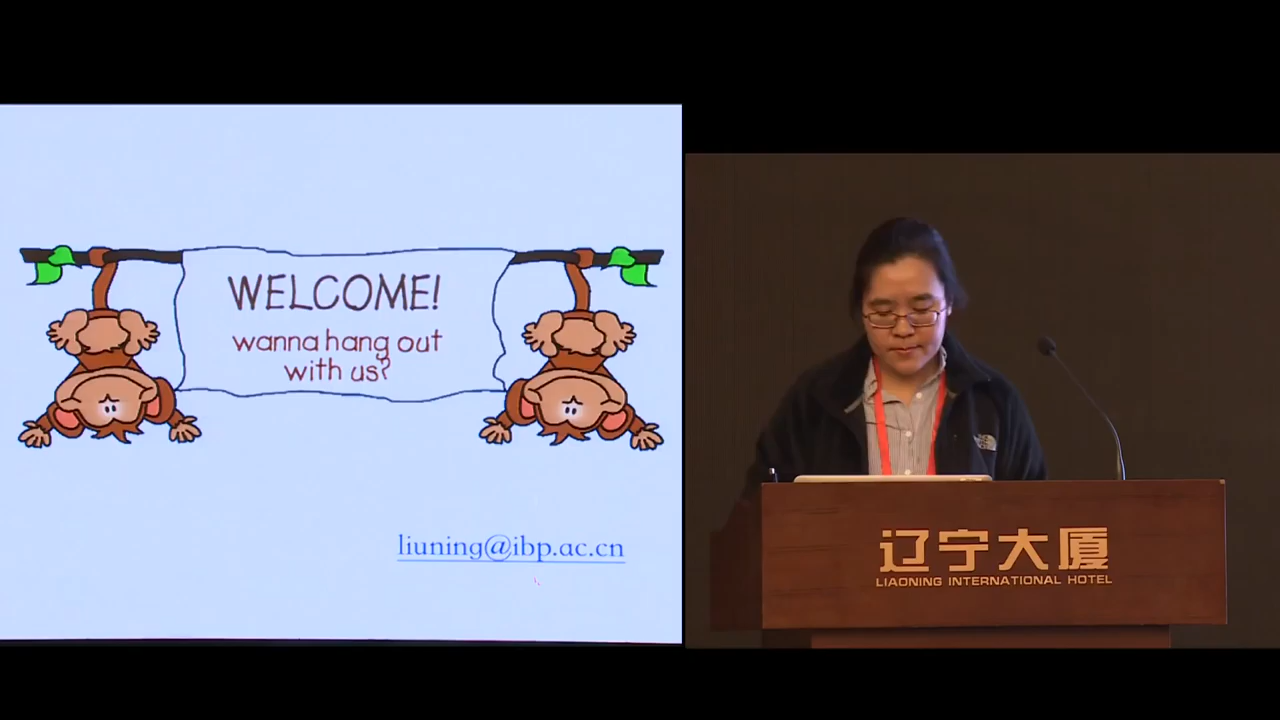 WELCOME!
wanna hang out
with us?
liuning@ibp.ac.cn
辽宁大厦
LIAONING INTERNATIONAL HOTEL